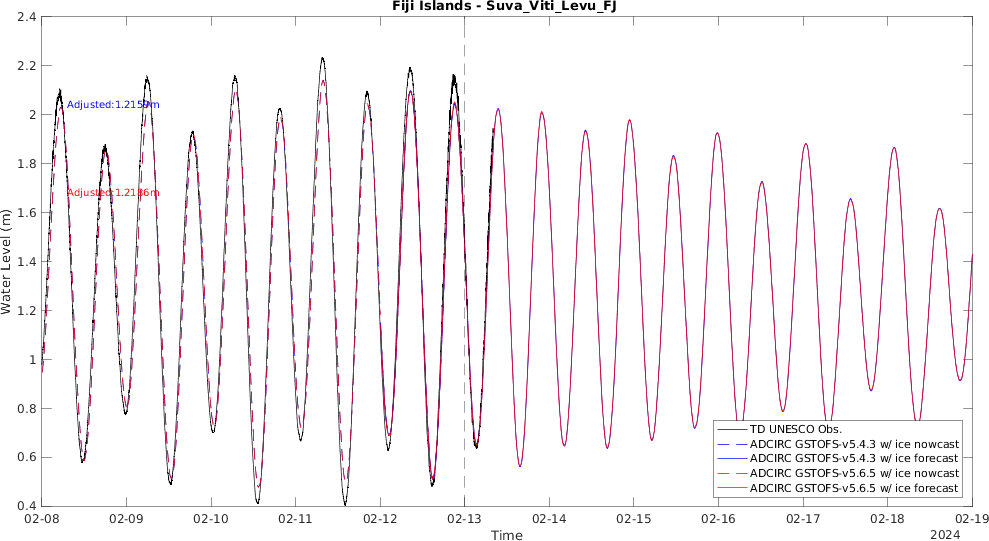 Fiji Islands - Suva_Viti_Levu_FJ
2.4
2.2
2
1.8
1.6
1.4
1.2
1
0.8
0.6
0.4
Water Level (m)
Adjusted:1.2159m
Adjusted:1.2136m
TD UNESCO Obs.
ADCIRC GSTOFS-v5.4.3 w/ ice nowcast
ADCIRC GSTOFS-v5.4.3 w/ ice forecast
ADCIRC GSTOFS-v5.6.5 w/ ice nowcast
ADCIRC GSTOFS-v5.6.5 w/ ice forecast
02-08 02-09 02-10 02-11 02-12 02-13 02-14 02-15 02-16 02-17 02-18 02-19
Time
2024